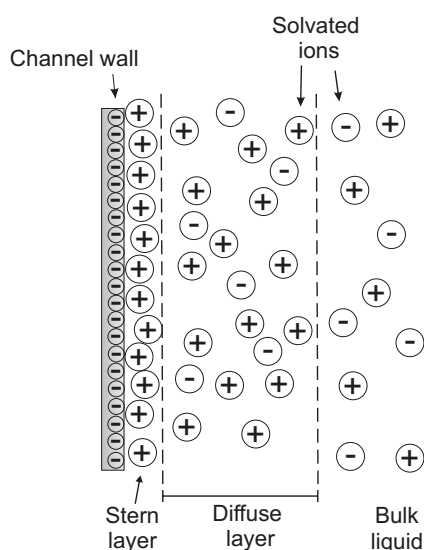 Solvated
ions
Channel wall
Stern
layer
Diffuse
layer
Bulk
liquid